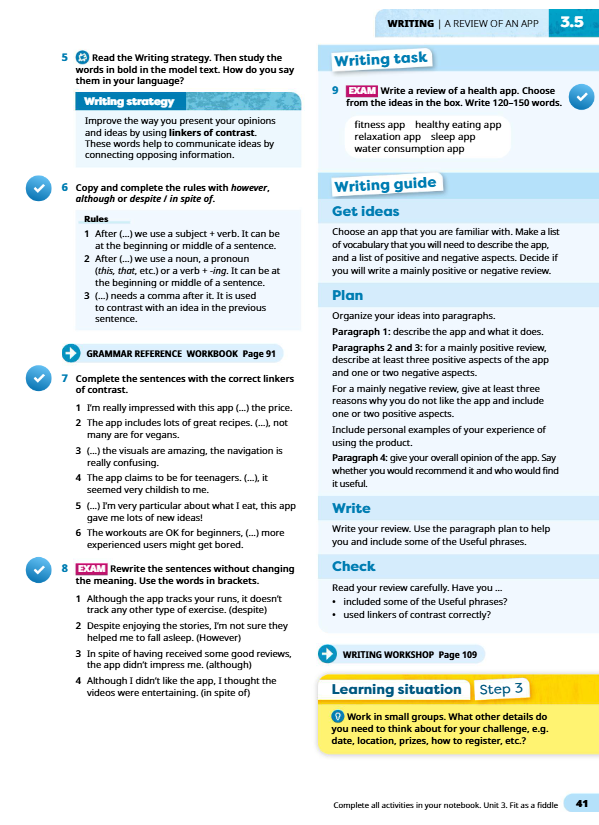 WRITING | A REVIEW OF AN APP 3.5
5 Read the Writing strategy. Then study the
words in bold in the model text. How do you say
them in your language?
Writing strategy
Improve the way you present your opinions
and ideas by using linkers of contrast.
These words help to communicate ideas by
connecting opposing information.
6 Copy and complete the rules with however,
although or despite / in spite of.
Rules
1 After (...) we use a subject + verb. It can be
at the beginning or middle of a sentence.
2 After (...) we use a noun, a pronoun
(this, that, etc.) or a verb + -ing. It can be at
the beginning or middle of a sentence.
3 (...) needs a comma after it. It is used
to contrast with an idea in the previous
sentence.
GRAMMAR REFERENCE WORKBOOK Page 91
7 Complete the sentences with the correct linkers
of contrast.
1 I'm really impressed with this app (...) the price.
2 The app includes lots of great recipes. (...), not
many are for vegans.
3 (...) the visuals are amazing, the navigation is
really confusing.
4 The app claims to be for teenagers. (...), it
seemed very childish to me.
5 (...) I'm very particular about what I eat, this app
gave me lots of new ideas!
6 The workouts are OK for beginners, (...) more
experienced users might get bored.
8 EXAM Rewrite the sentences without changing
the meaning. Use the words in brackets.
1 Although the app tracks your runs, it doesn't
track any other type of exercise. (despite)
2 Despite enjoying the stories, I'm not sure they
helped me to fall asleep. (However)
3 In spite of having received some good reviews,
the app didn't impress me. (although)
4 Although I didn't like the app, I thought the
videos were entertaining. (in spite of)
Writing task
9 EXAM Write a review of a health app. Choose
from the ideas in the box. Write 120–150 words.
fitness app healthy eating app
relaxation app sleep app
water consumption app
Writing guide
Get ideas
Choose an app that you are familiar with. Make a list
of vocabulary that you will need to describe the app,
and a list of positive and negative aspects. Decide if
you will write a mainly positive or negative review.
Plan
Organize your ideas into paragraphs.
Paragraph 1: describe the app and what it does.
Paragraphs 2 and 3: for a mainly positive review,
describe at least three positive aspects of the app
and one or two negative aspects.
For a mainly negative review, give at least three
reasons why you do not like the app and include
one or two positive aspects.
Include personal examples of your experience of
using the product.
Paragraph 4: give your overall opinion of the app. Say
whether you would recommend it and who would find
it useful.
Write
Write your review. Use the paragraph plan to help
you and include some of the Useful phrases.
Check
Read your review carefully. Have you ...
• included some of the Useful phrases?
• used linkers of contrast correctly?
WRITING WORKSHOP Page 109
Learning situation Step 3
Work in small groups. What other details do
you need to think about for your challenge, e.g.
date, location, prizes, how to register, etc.?
Complete all activities in your notebook. Unit 3. Fit as a fiddle 41